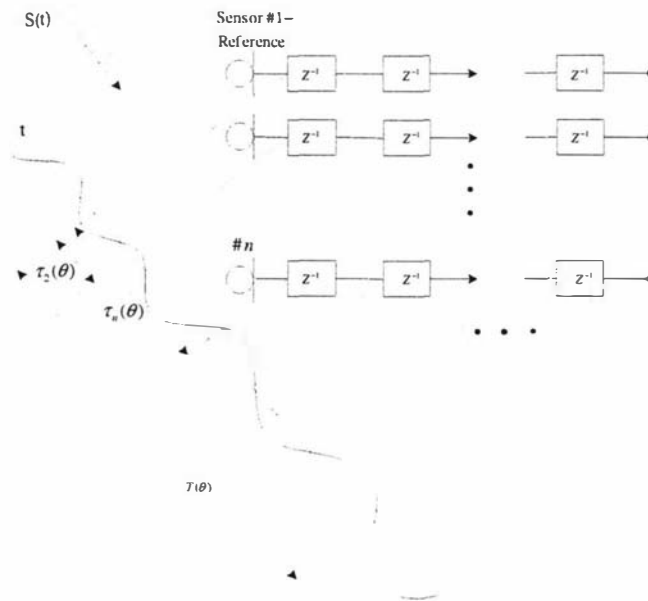 S(t)
Sensor #1–
Reference
Z⁻¹ Z⁻¹ Z⁻¹
t
Z⁻¹ Z⁻¹ Z⁻¹
#n
τ₂(θ)
Z⁻¹ Z⁻¹ Z⁻¹
τₙ(θ)
T(θ)